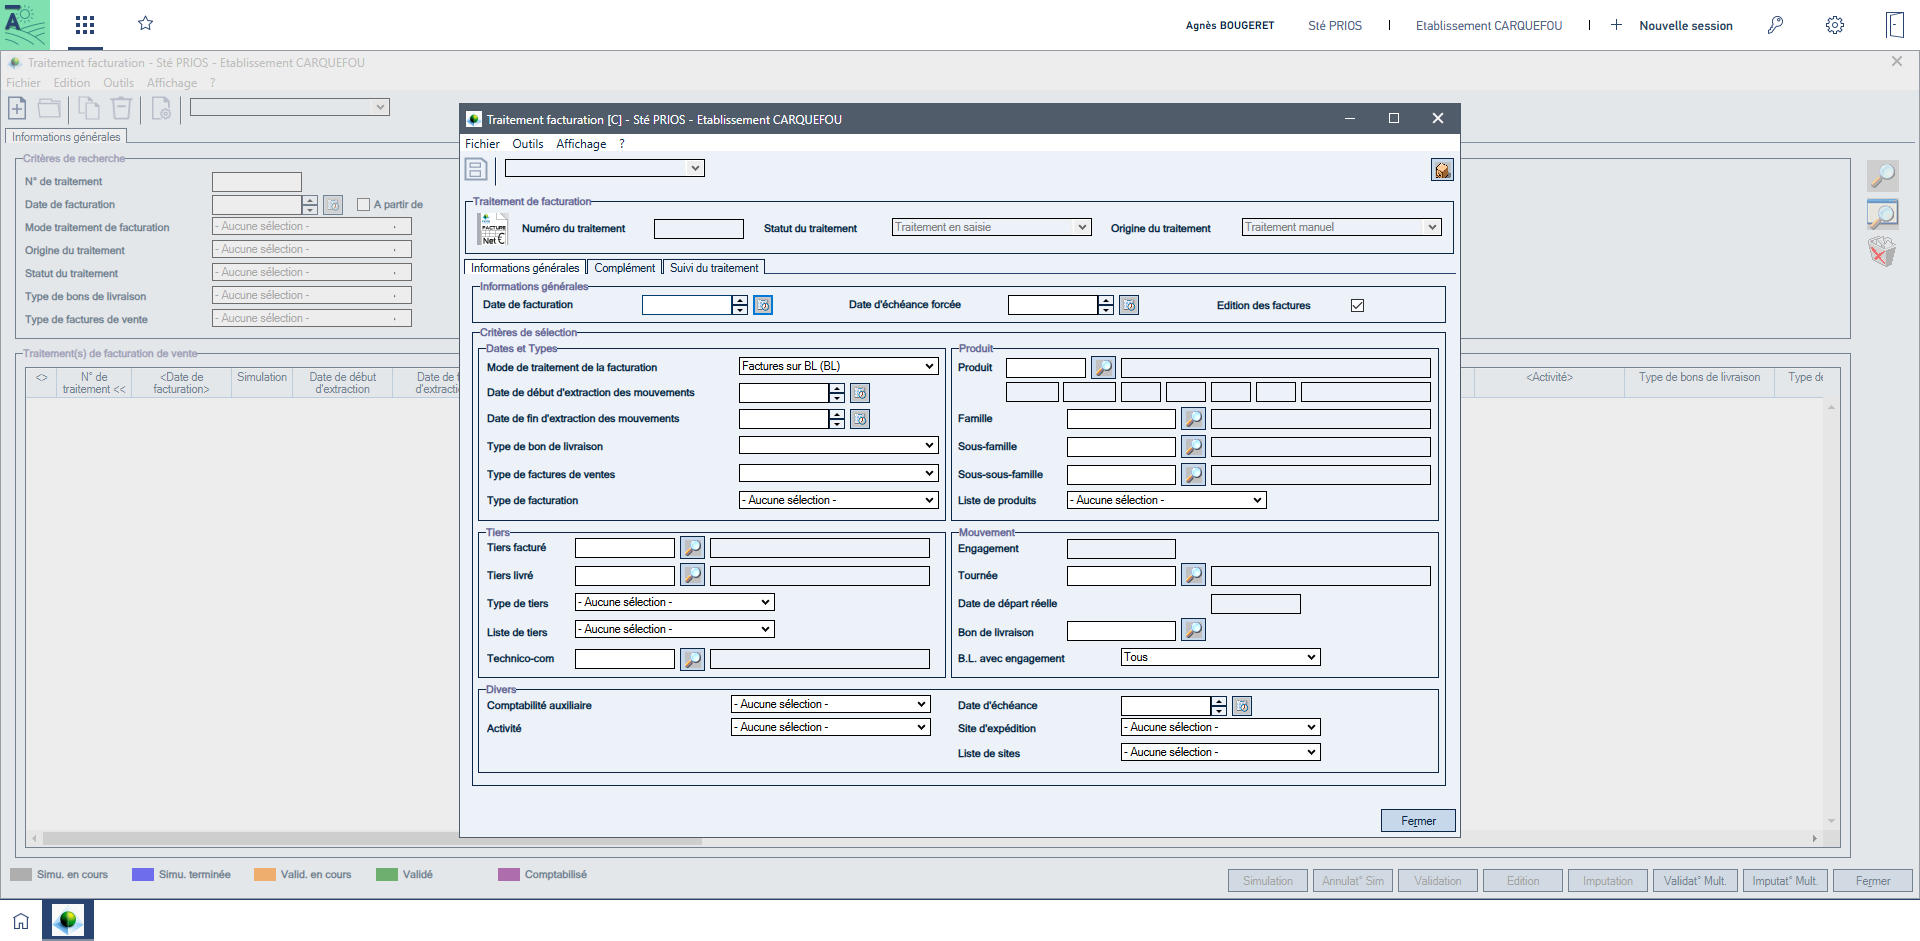 Agnès BOUGERET Sté PRIOS Etablissement CARQUEFOU Nouvelle session
Traitement facturation - Sté PRIOS - Etablissement CARQUEFOU
Fichier Edition Outils Affichage ?
Informations générales
Critères de recherche
N° de traitement
Date de facturation A partir de
Mode traitement de facturation - Aucune sélection -
Origine du traitement - Aucune sélection -
Statut du traitement - Aucune sélection -
Type de bons de livraison - Aucune sélection -
Type de factures de vente - Aucune sélection -
Traitement(s) de facturation de vente
<> N° de traitement << <Date de facturation> Simulation Date de début d'extraction Date de f d'extractio <Activité> Type de bons de livraison Type de
Traitement facturation [C] - Sté PRIOS - Etablissement CARQUEFOU
Fichier Outils Affichage ?
Traitement de facturation
FACTURE
Net €
Numéro du traitement Statut du traitement Traitement en saisie Origine du traitement Traitement manuel
Informations générales Complément Suivi du traitement
Informations générales
Date de facturation Date d'échéance forcée Edition des factures
Critères de sélection
Dates et Types
Mode de traitement de la facturation Factures sur BL (BL)
Date de début d'extraction des mouvements
Date de fin d'extraction des mouvements
Type de bon de livraison
Type de factures de ventes
Type de facturation - Aucune sélection -
Produit
Produit
Famille
Sous-famille
Sous-sous-famille
Liste de produits - Aucune sélection -
Tiers
Tiers facturé
Tiers livré
Type de tiers - Aucune sélection -
Liste de tiers - Aucune sélection -
Technico-com
Mouvement
Engagement
Tournée
Date de départ réelle
Bon de livraison
B.L. avec engagement Tous
Divers
Comptabilité auxiliaire - Aucune sélection -
Activité - Aucune sélection -
Date d'échéance
Site d'expédition - Aucune sélection -
Liste de sites - Aucune sélection -
Fermer
Simu. en cours Simu. terminée Valid. en cours Validé Comptabilisé
Simulation Annulat° Sim Validation Edition Imputation Validat° Mult. Imputat° Mult. Fermer